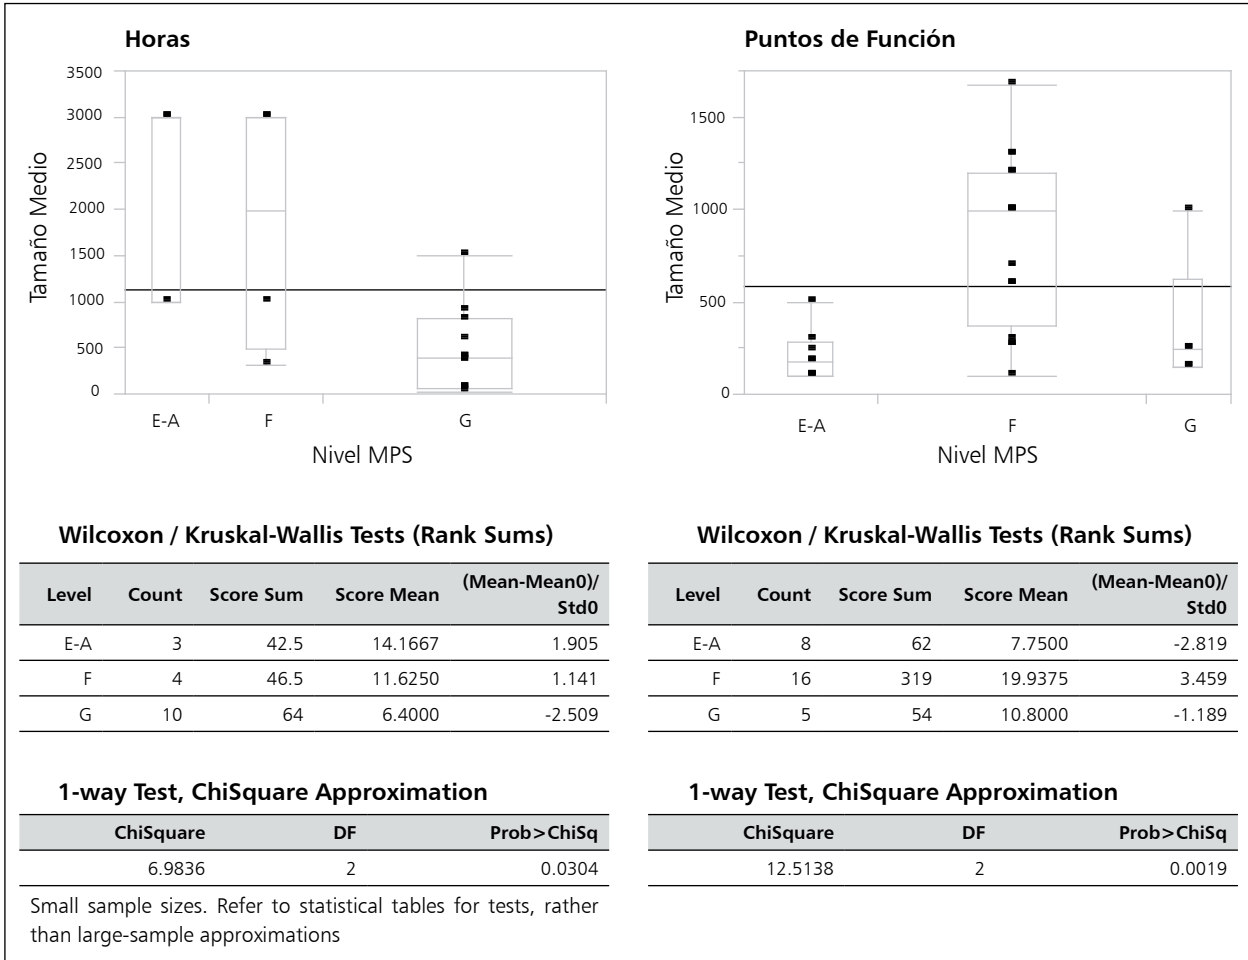 Horas
3500
3000
2500
2000
1500
1000
500
0
Tamaño Medio
E-A F G
Nivel MPS
Puntos de Función
1500
1000
500
0
Tamaño Medio
E-A F G
Nivel MPS
Wilcoxon / Kruskal-Wallis Tests (Rank Sums)
Level Count Score Sum Score Mean (Mean-Mean0)/
Std0
E-A 3 42.5 14.1667 1.905
F 4 46.5 11.6250 1.141
G 10 64 6.4000 -2.509
1-way Test, ChiSquare Approximation
ChiSquare DF Prob>ChiSq
6.9836 2 0.0304
Small sample sizes. Refer to statistical tables for tests, rather
than large-sample approximations
Wilcoxon / Kruskal-Wallis Tests (Rank Sums)
Level Count Score Sum Score Mean (Mean-Mean0)/
Std0
E-A 8 62 7.7500 -2.819
F 16 319 19.9375 3.459
G 5 54 10.8000 -1.189
1-way Test, ChiSquare Approximation
ChiSquare DF Prob>ChiSq
12.5138 2 0.0019